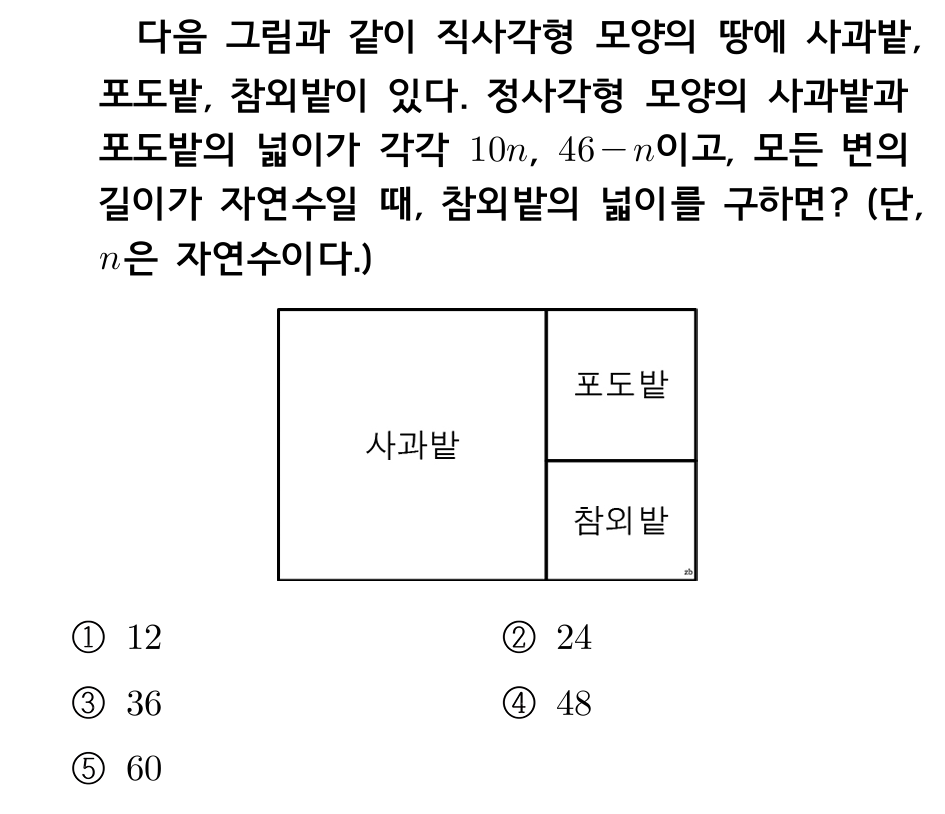 다음 그림과 같이 직사각형 모양의 땅에 사과밭,
포도밭, 참외밭이 있다. 정사각형 모양의 사과밭과
포도밭의 넓이가 각각 10n, 46－n이고, 모든 변의
길이가 자연수일 때, 참외밭의 넓이를 구하면? (단,
n은 자연수이다.)
사과밭
포도밭
참외밭
zb
① 12
② 24
③ 36
④ 48
⑤ 60